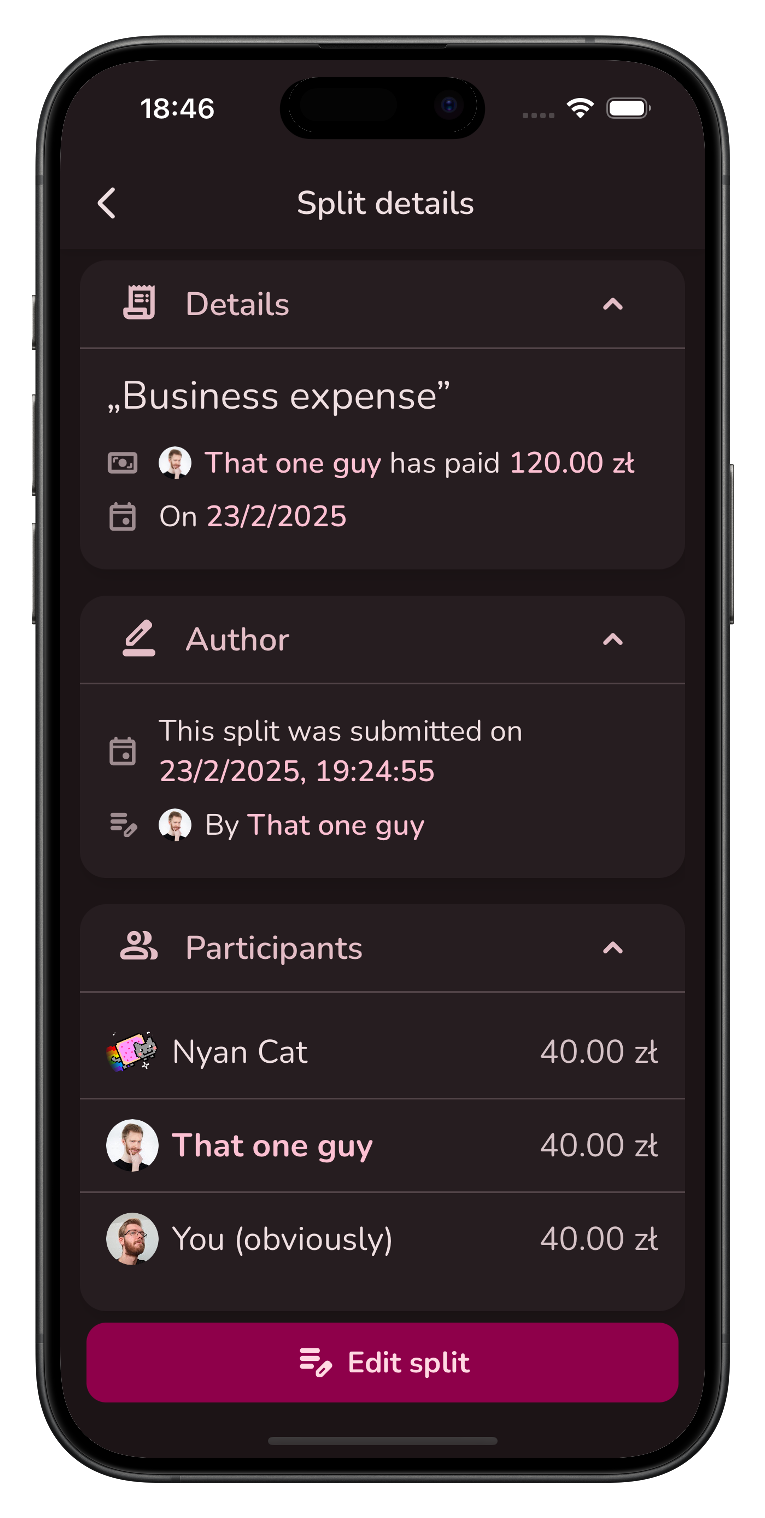 18:46
Split details
Details
„Business expense”
That one guy has paid 120.00 zł
On 23/2/2025
Author
This split was submitted on
23/2/2025, 19:24:55
By That one guy
Participants
Nyan Cat 40.00 zł
That one guy 40.00 zł
You (obviously) 40.00 zł
Edit split